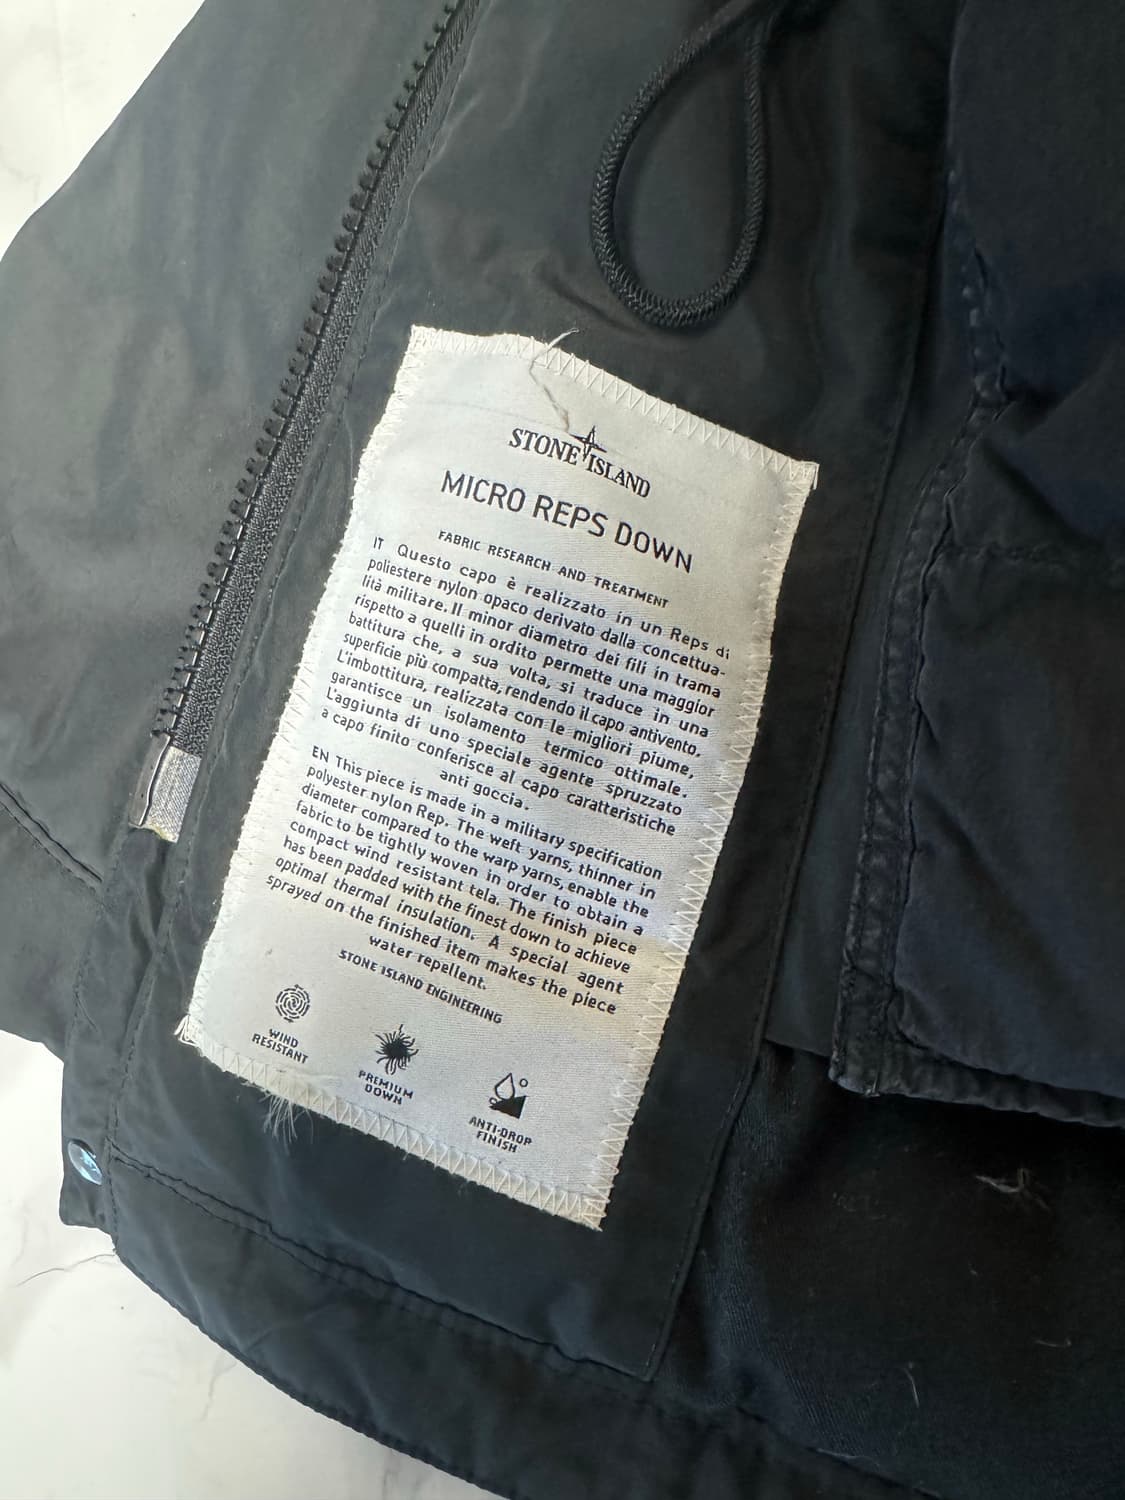 STONE ISLAND
MICRO REPS DOWN
FABRIC RESEARCH AND TREATMENT
IT Questo capo è realizzato in un Reps di
poliestere nylon opaco derivato dalla concettua-
lità militare. Il minor diametro dei fili in trama
rispetto a quelli in ordito permette una maggior
battitura che, a sua volta, si traduce in una
superficie più compatta, rendendo il capo antivento.
L'imbottitura, realizzata con le migliori piume,
garantisce un isolamento termico ottimale.
L'aggiunta di uno speciale agente spruzzato
a capo finito conferisce al capo caratteristiche
anti goccia.
EN This piece is made in a military specification
polyester nylon Rep. The weft yarns, thinner in
diameter compared to the warp yarns, enable the
fabric to be tightly woven in order to obtain a
compact wind resistant tela. The finish piece
has been padded with the finest down to achieve
optimal thermal insulation. A special agent
sprayed on the finished item makes the piece
water repellent.
STONE ISLAND ENGINEERING
WIND
RESISTANT
PREMIUM
DOWN
ANTI-DROP
FINISH